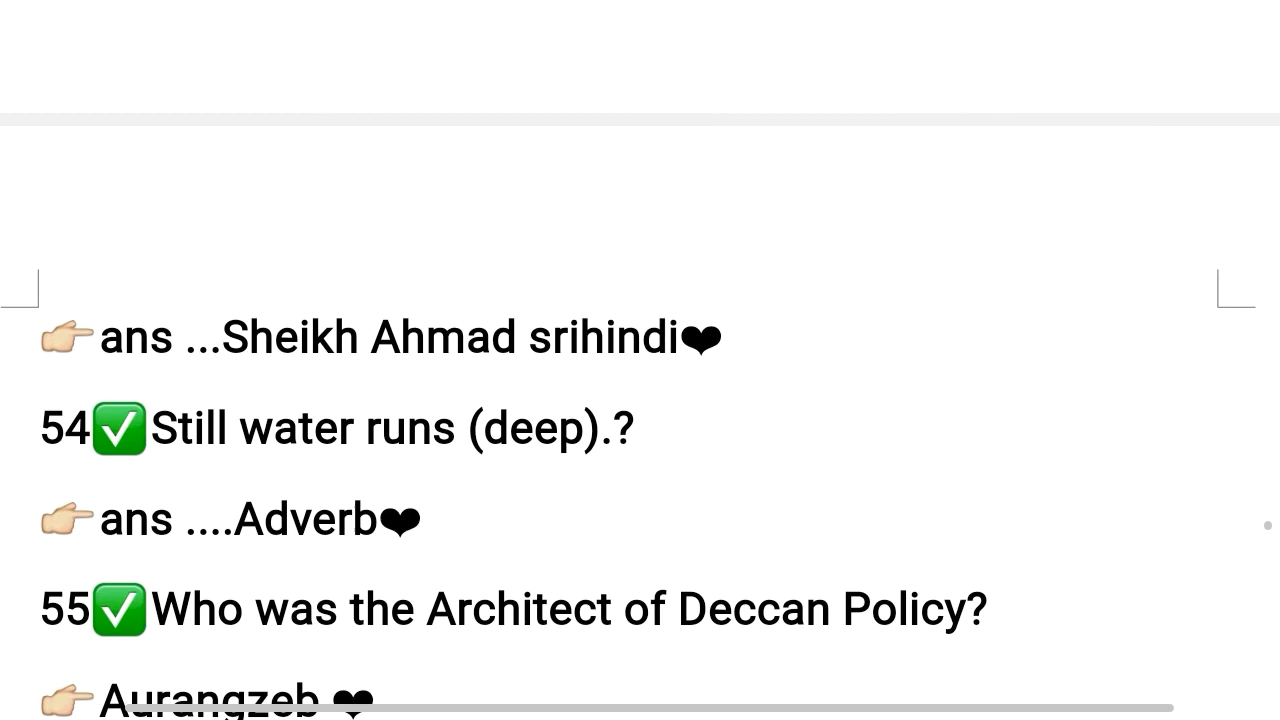 👉🏼ans ...Sheikh Ahmad srihindi❤
54✅Still water runs (deep).?
👉🏼ans ....Adverb❤
55✅Who was the Architect of Deccan Policy?
👉🏼Aurangzeb ❤